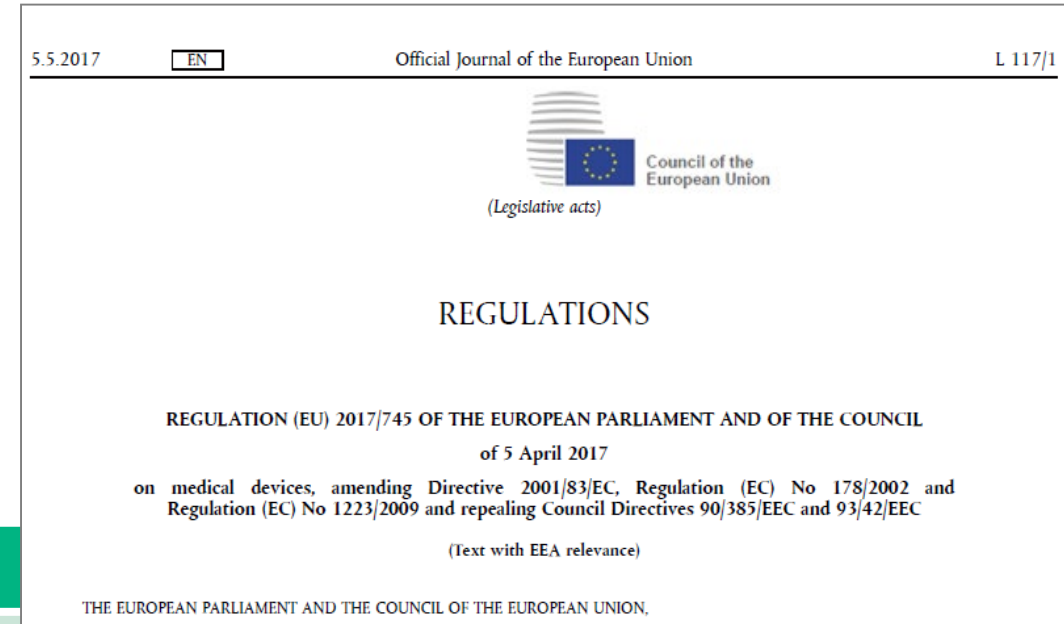 5.5.2017 EN Official Journal of the European Union L 117/1
Council of the
European Union
(Legislative acts)
REGULATIONS
REGULATION (EU) 2017/745 OF THE EUROPEAN PARLIAMENT AND OF THE COUNCIL
of 5 April 2017
on medical devices, amending Directive 2001/83/EC, Regulation (EC) No 178/2002 and
Regulation (EC) No 1223/2009 and repealing Council Directives 90/385/EEC and 93/42/EEC
(Text with EEA relevance)
THE EUROPEAN PARLIAMENT AND THE COUNCIL OF THE EUROPEAN UNION,